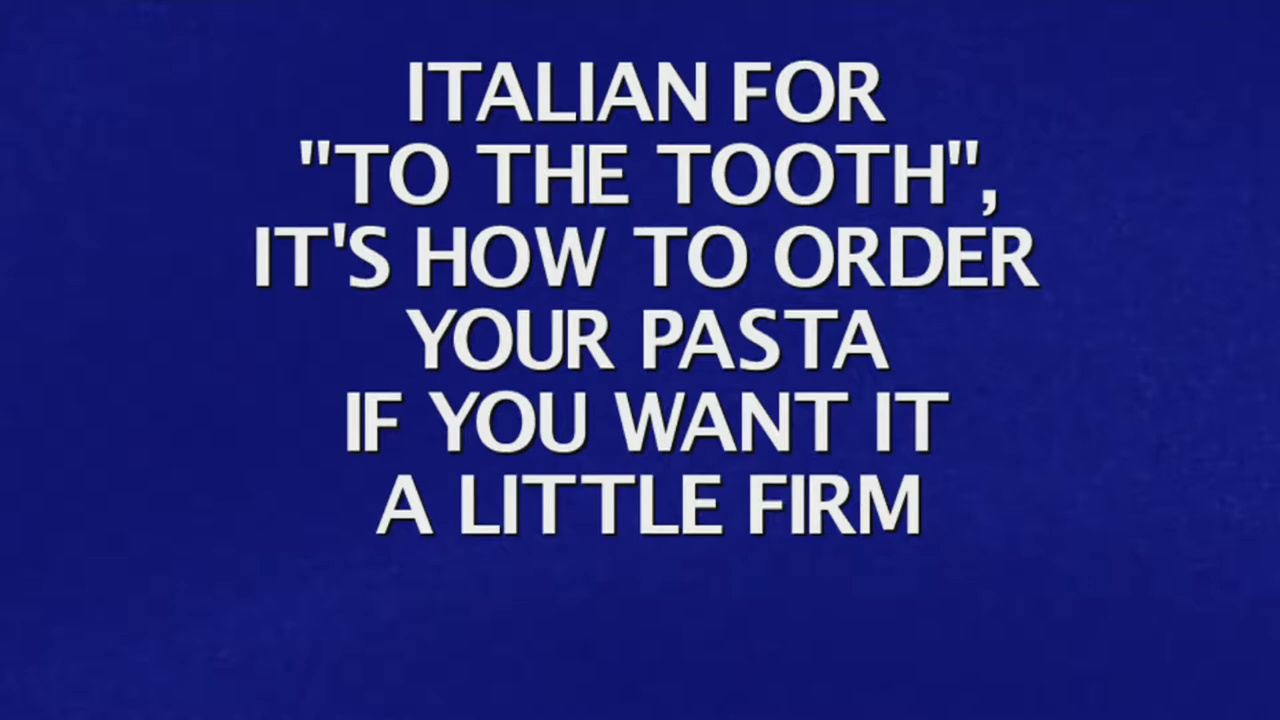 ITALIAN FOR
"TO THE TOOTH",
IT'S HOW TO ORDER
YOUR PASTA
IF YOU WANT IT
A LITTLE FIRM